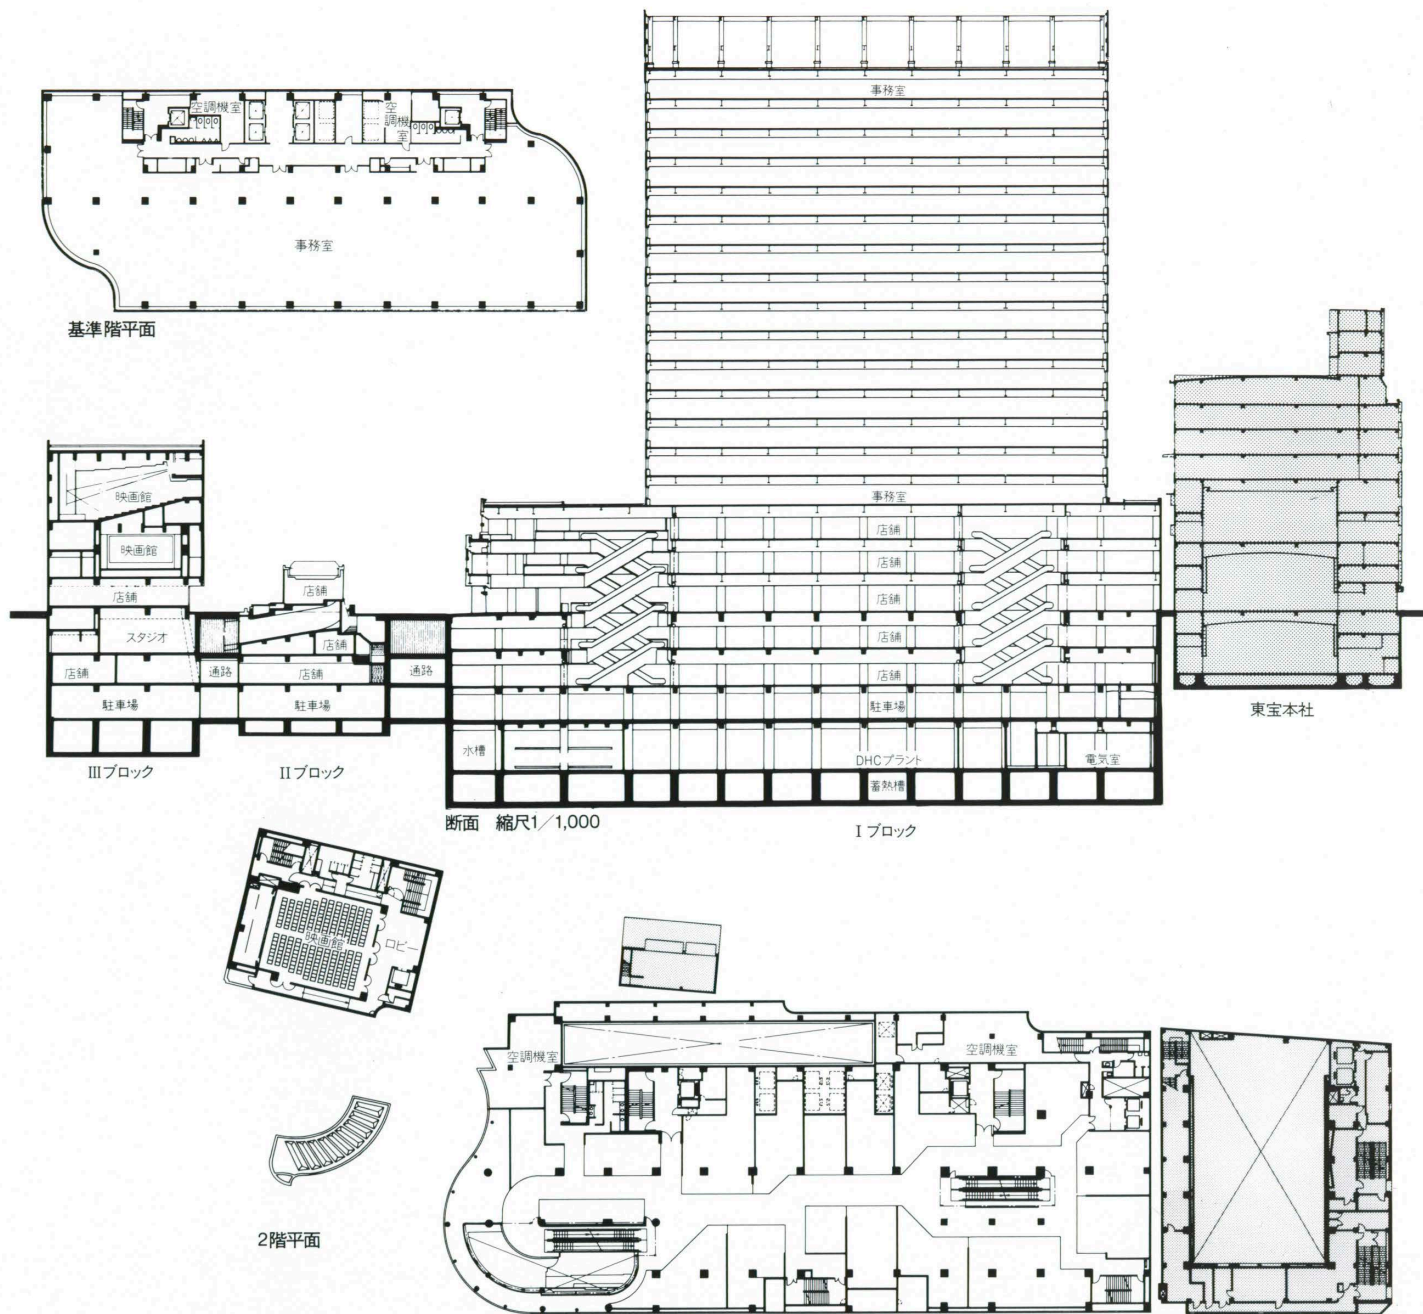 空調機室
空調機室
事務室
基準階平面
事務室
事務室
店舗
店舗
店舗
店舗
店舗
駐車場
DHCプラント
電気室
水槽
蓄熱槽
映画館
映画館
店舗
スタジオ
店舗
駐車場
店舗
店舗
通路
店舗
通路
駐車場
東宝本社
IIIブロック
IIブロック
断面 縮尺1/1,000
Iブロック
映画館
ロビー
空調機室
空調機室
2階平面